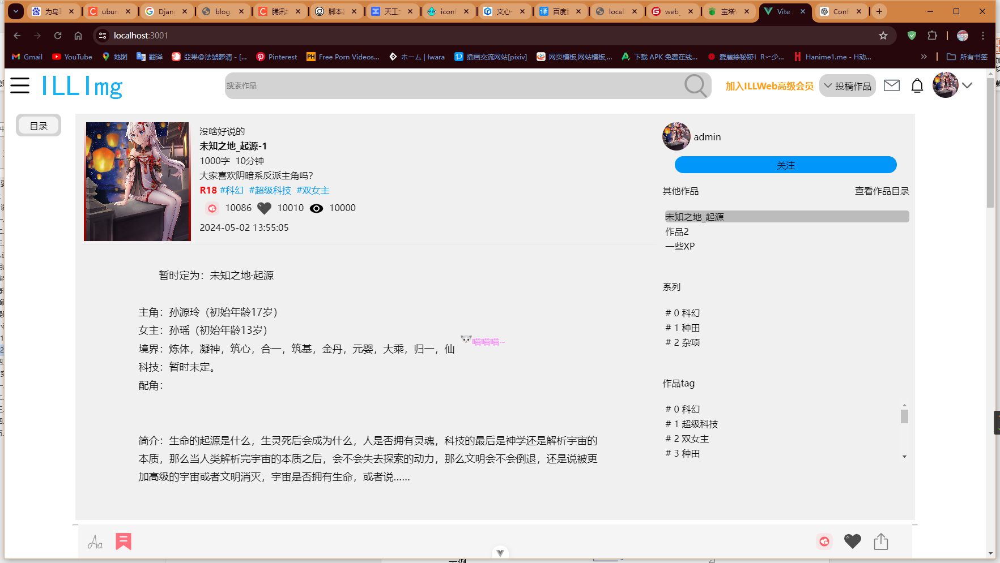 为乌
ubun
Djan
blog.
腾讯
脚本
天工
iconf
文心
百度
local
web_
宝塔
Vite
Conf
localhost:3001
Gmail
YouTube
地图
翻译
亞果@法號夢清 - [...
Pinterest
Free Porn Videos...
ホーム | Iwara
插画交流网站[pixiv]
网页模板,网站模板,...
下载 APK 免费在线...
愛麗絲秘跡! R〜少...
Hanime1.me - H动...
所有书签
ILLImg
搜索作品
加入ILLWeb高级会员
投稿作品
目录
没啥好说的
未知之地_起源-1
1000字 10分钟
大家喜欢阴暗系反派主角吗?
R18 #科幻 #超级科技 #双女主
10086 10010 10000
2024-05-02 13:55:05
暂时定为：未知之地·起源
主角：孙源玲（初始年龄17岁）
女主：孙瑶（初始年龄13岁）
境界：炼体，凝神，筑心，合一，筑基，金丹，元婴，大乘，归一，仙
喵喵喵~
科技：暂时未定。
配角：
简介：生命的起源是什么，生灵死后会成为什么，人是否拥有灵魂，科技的最后是神学还是解析宇宙的
本质，那么当人类解析完宇宙的本质之后，会不会失去探索的动力，那么文明会不会倒退，还是说被更
加高级的宇宙或者文明消灭，宇宙是否拥有生命，或者说……
admin
关注
其他作品 查看作品目录
未知之地_起源
作品2
一些XP
系列
# 0 科幻
# 1 种田
# 2 杂项
作品tag
# 0 科幻
# 1 超级科技
# 2 双女主
# 3 种田
Aa